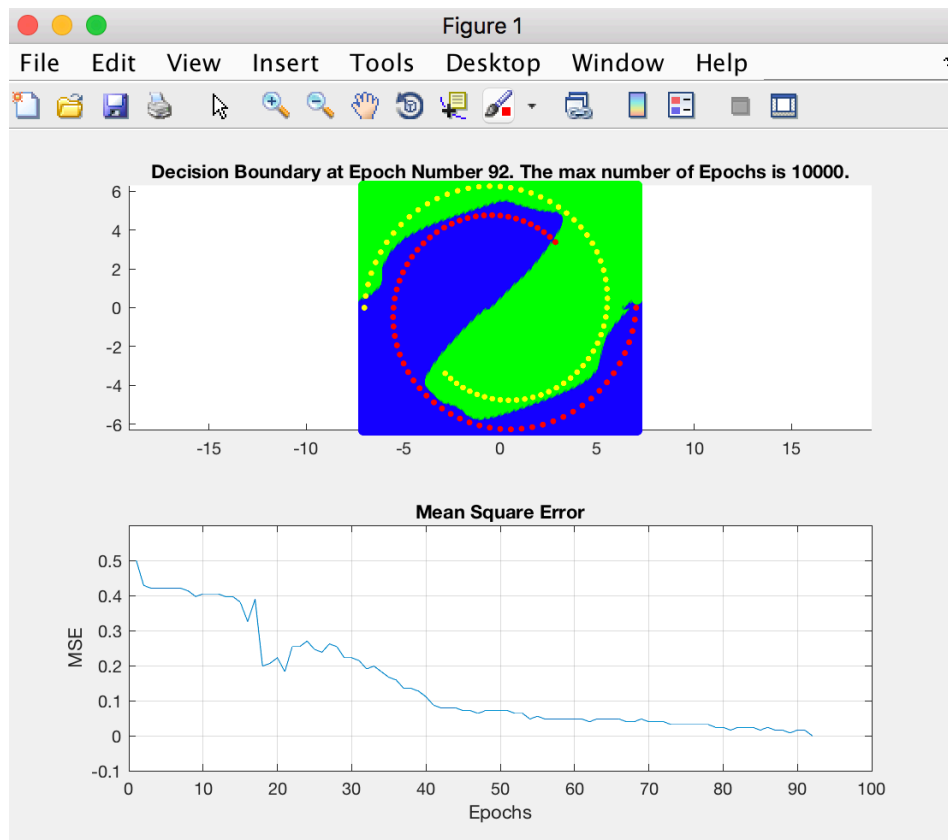 Figure 1
File Edit View Insert Tools Desktop Window Help
Decision Boundary at Epoch Number 92. The max number of Epochs is 10000.
6
4
2
0
-2
-4
-6
-15 -10 -5 0 5 10 15
Mean Square Error
0.5
0.4
0.3
0.2
0.1
0
-0.1
MSE
0 10 20 30 40 50 60 70 80 90 100
Epochs